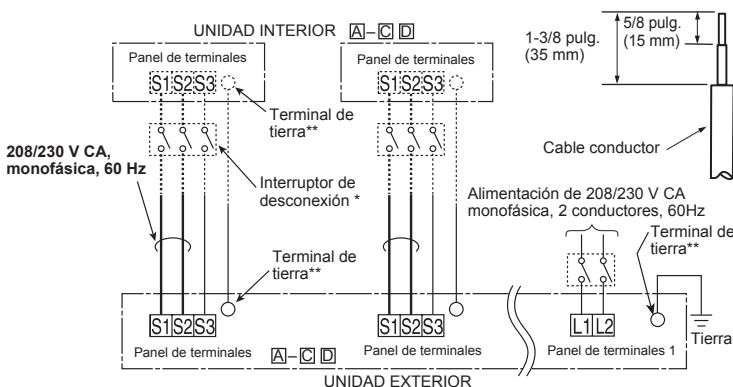 UNIDAD INTERIOR A–C D
Panel de terminales
S1 S2 S3
Panel de terminales
S1 S2 S3
1-3/8 pulg.
(35 mm)
5/8 pulg.
(15 mm)
Cable conductor
Terminal de
tierra**
208/230 V CA,
monofásica, 60 Hz
Interruptor de
desconexión *
Alimentación de 208/230 V CA
monofásica, 2 conductores, 60Hz
Terminal de
tierra**
Terminal de
tierra**
S1 S2 S3
S1 S2 S3
L1 L2
Tierra
Panel de terminales
A–C D
Panel de terminales
Panel de terminales 1
UNIDAD EXTERIOR